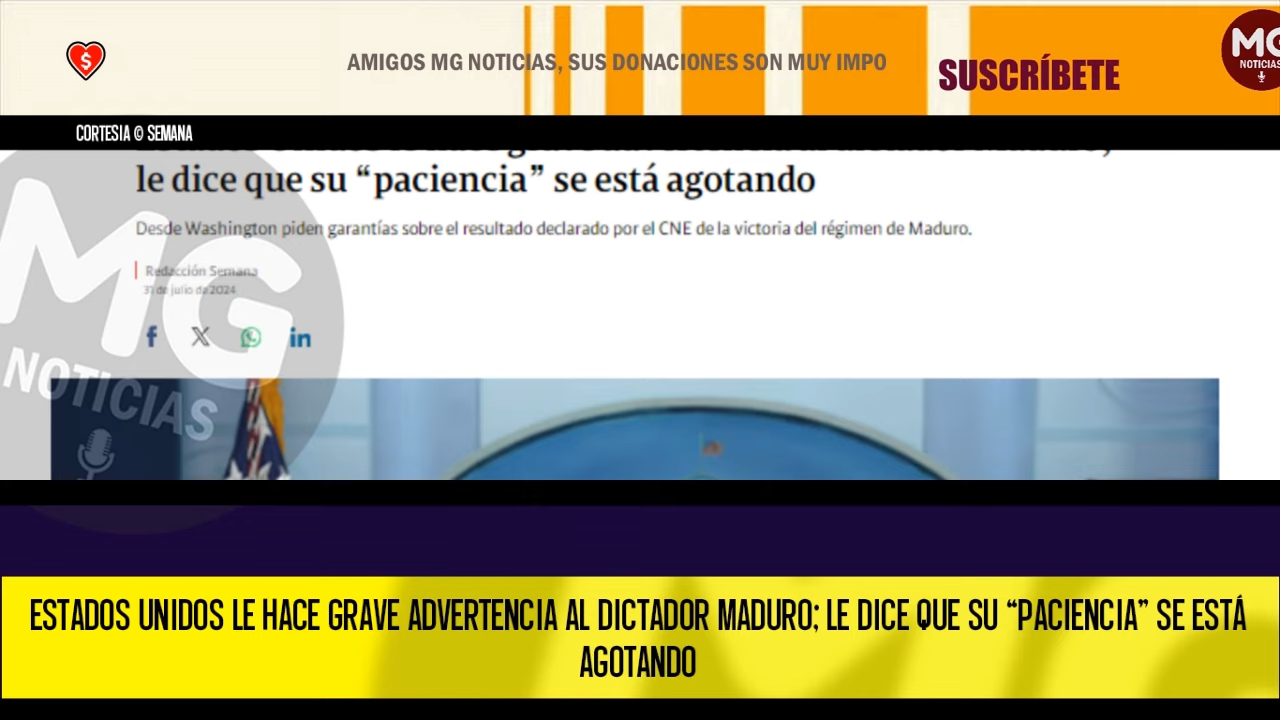 AMIGOS MG NOTICIAS, SUS DONACIONES SON MUY IMPO
SUSCRÍBETE
MG
NOTICIAS
CORTESIA © SEMANA
le dice que su “paciencia” se está agotando
Desde Washington piden garantías sobre el resultado declarado por el CNE de la victoria del régimen de Maduro.
Redacción Semana
31 de julio de 2024
MG
NOTICIAS
ESTADOS UNIDOS LE HACE GRAVE ADVERTENCIA AL DICTADOR MADURO; LE DICE QUE SU “PACIENCIA” SE ESTÁ
AGOTANDO